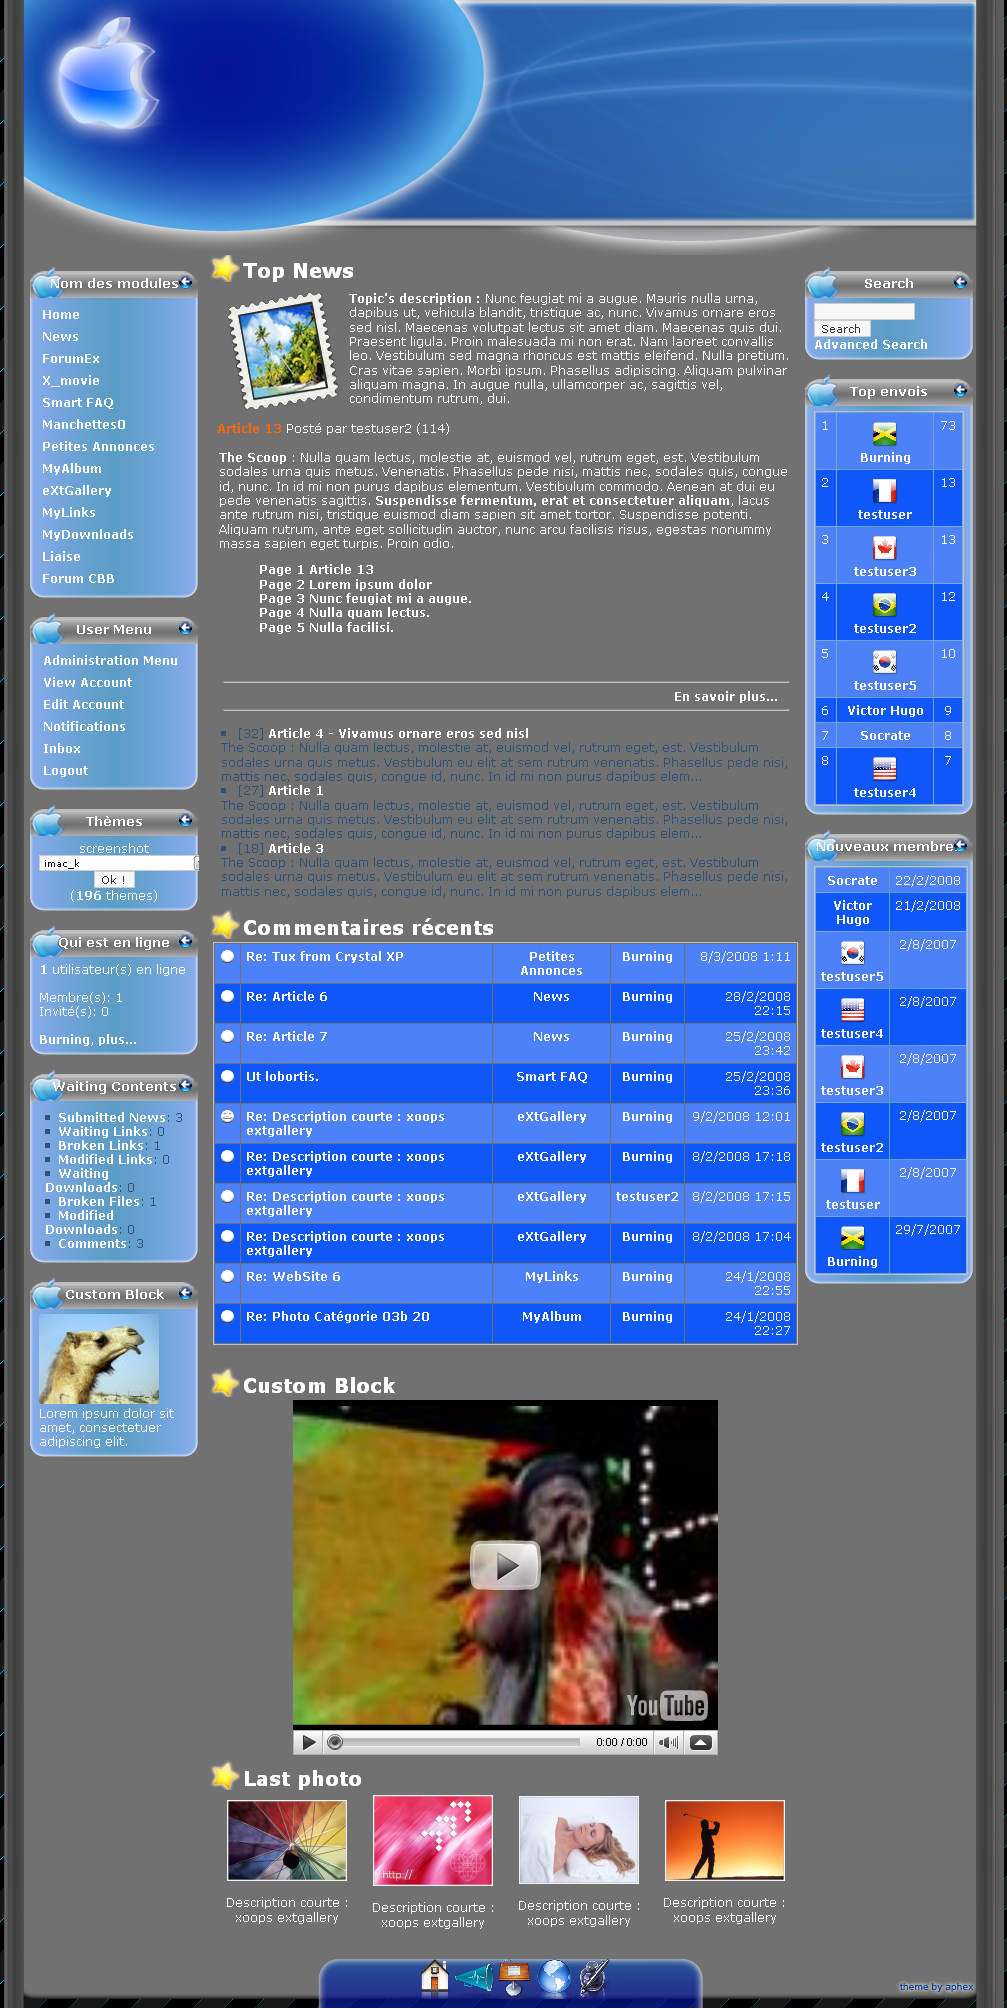 Nom des modules
Home
News
ForumEx
X_movie
Smart FAQ
Manchettes0
Petites Annonces
MyAlbum
eXtGallery
MyLinks
MyDownloads
Liaise
Forum CBB
User Menu
Administration Menu
View Account
Edit Account
Notifications
Inbox
Logout
Thèmes
screenshot
imac_k
Ok !
(196 themes)
Qui est en ligne
1 utilisateur(s) en ligne
Membre(s): 1
Invité(s): 0
Burning, plus...
Waiting Contents
Submitted News: 3
Waiting Links: 0
Broken Links: 1
Modified Links: 0
Waiting
Downloads: 0
Broken Files: 1
Modified
Downloads: 0
Comments: 3
Custom Block
Lorem ipsum dolor sit
amet, consectetuer
adipiscing elit.
Top News
Topic's description : Nunc feugiat mi a augue. Mauris nulla urna,
dapibus ut, vehicula blandit, tristique ac, nunc. Vivamus ornare eros
sed nisl. Maecenas volutpat lectus sit amet diam. Maecenas quis dui.
Praesent ligula. Proin malesuada mi non erat. Nam laoreet convallis
leo. Vestibulum sed magna rhoncus est mattis eleifend. Nulla pretium.
Cras vitae sapien. Morbi ipsum. Phasellus adipiscing. Aliquam pulvinar
aliquam magna. In augue nulla, ullamcorper ac, sagittis vel,
condimentum rutrum, dui.
Article 13 Posté par testuser2 (114)
The Scoop : Nulla quam lectus, molestie at, euismod vel, rutrum eget, est. Vestibulum
sodales urna quis metus. Venenatis. Phasellus pede nisi, mattis nec, sodales quis, congue
id, nunc. In id mi non purus dapibus elementum. Vestibulum commodo. Aenean at dui eu
pede venenatis sagittis. Suspendisse fermentum, erat et consectetuer aliquam, lacus
ante rutrum nisi, tristique euismod diam sapien sit amet tortor. Suspendisse potenti.
Aliquam rutrum, ante eget sollicitudin auctor, nunc arcu facilisis risus, egestas nonummy
massa sapien eget turpis. Proin odio.
Page 1 Article 13
Page 2 Lorem ipsum dolor
Page 3 Nunc feugiat mi a augue.
Page 4 Nulla quam lectus.
Page 5 Nulla facilisi.
En savoir plus...
[32] Article 4 - Vivamus ornare eros sed nisl
The Scoop : Nulla quam lectus, molestie at, euismod vel, rutrum eget, est. Vestibulum
sodales urna quis metus. Vestibulum eu elit at sem rutrum venenatis. Phasellus pede nisi,
mattis nec, sodales quis, congue id, nunc. In id mi non purus dapibus elem...
[27] Article 1
The Scoop : Nulla quam lectus, molestie at, euismod vel, rutrum eget, est. Vestibulum
sodales urna quis metus. Vestibulum eu elit at sem rutrum venenatis. Phasellus pede nisi,
mattis nec, sodales quis, congue id, nunc. In id mi non purus dapibus elem...
[18] Article 3
The Scoop : Nulla quam lectus, molestie at, euismod vel, rutrum eget, est. Vestibulum
sodales urna quis metus. Vestibulum eu elit at sem rutrum venenatis. Phasellus pede nisi,
mattis nec, sodales quis, congue id, nunc. In id mi non purus dapibus elem...
Commentaires récents
Re: Tux from Crystal XP Petites Annonces Burning 8/3/2008 1:11
Re: Article 6 News Burning 28/2/2008 22:15
Re: Article 7 News Burning 25/2/2008 23:42
Ut lobortis. Smart FAQ Burning 25/2/2008 23:36
Re: Description courte : xoops extgallery eXtGallery Burning 9/2/2008 12:01
Re: Description courte : xoops extgallery eXtGallery Burning 8/2/2008 17:18
Re: Description courte : xoops extgallery eXtGallery testuser2 8/2/2008 17:15
Re: Description courte : xoops extgallery eXtGallery Burning 8/2/2008 17:04
Re: WebSite 6 MyLinks Burning 24/1/2008 22:55
Re: Photo Catégorie 03b 20 MyAlbum Burning 24/1/2008 22:27
Custom Block
YouTube
0:00 / 0:00
Last photo
http://
Description courte :
xoops extgallery
Description courte :
xoops extgallery
Description courte :
xoops extgallery
Description courte :
xoops extgallery
Search
Search
Advanced Search
Top envois
1 Burning 73
2 testuser 13
3 testuser3 13
4 testuser2 12
5 testuser5 10
6 Victor Hugo 9
7 Socrate 8
8 testuser4 7
Nouveaux membres
Socrate 22/2/2008
Victor Hugo 21/2/2008
testuser5 2/8/2007
testuser4 2/8/2007
testuser3 2/8/2007
testuser2 2/8/2007
testuser 2/8/2007
Burning 29/7/2007
theme by aphex